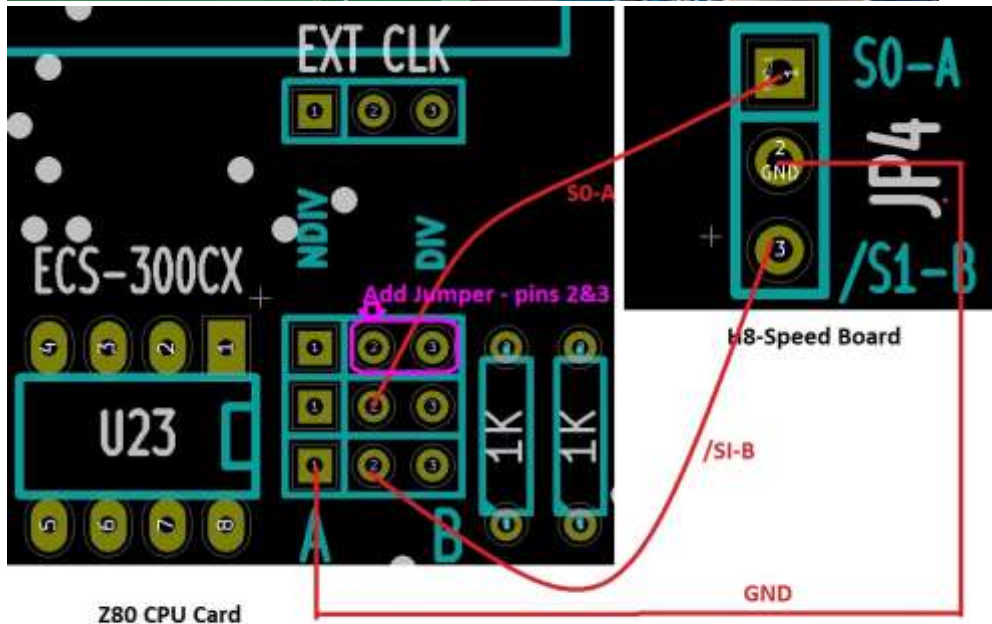 EXT CLK
1 2 3
S0-A
2
GND
JP4
3
/S1-B
H8-Speed Board
S0-A
NDIV
DIV
ECS-300CX
Add Jumper - pins 2&3
4 3 2 1
1 2 3
1 2 3
1 2 3
U23
1K
1K
/SI-B
5 6 7 8
A
B
GND
Z80 CPU Card